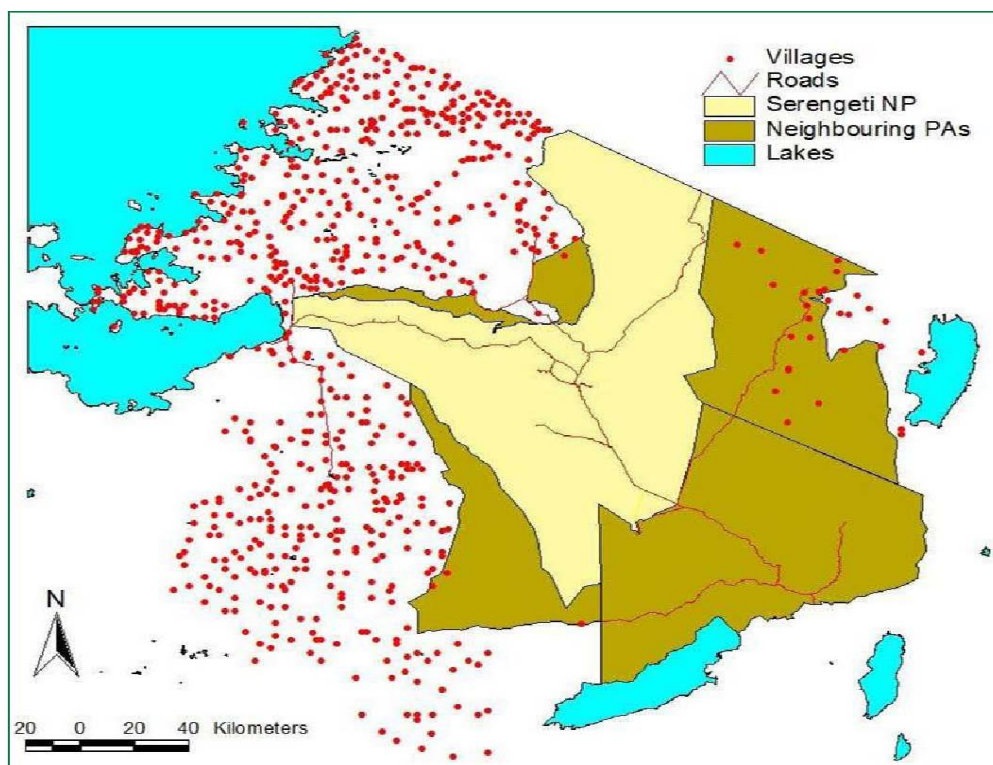 Villages
Roads
Serengeti NP
Neighbouring PAs
Lakes
N
20 0 20 40 Kilometers